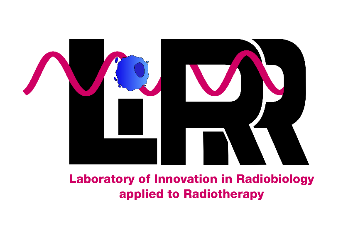 LiRR
Laboratory of Innovation in Radiobiology
applied to Radiotherapy